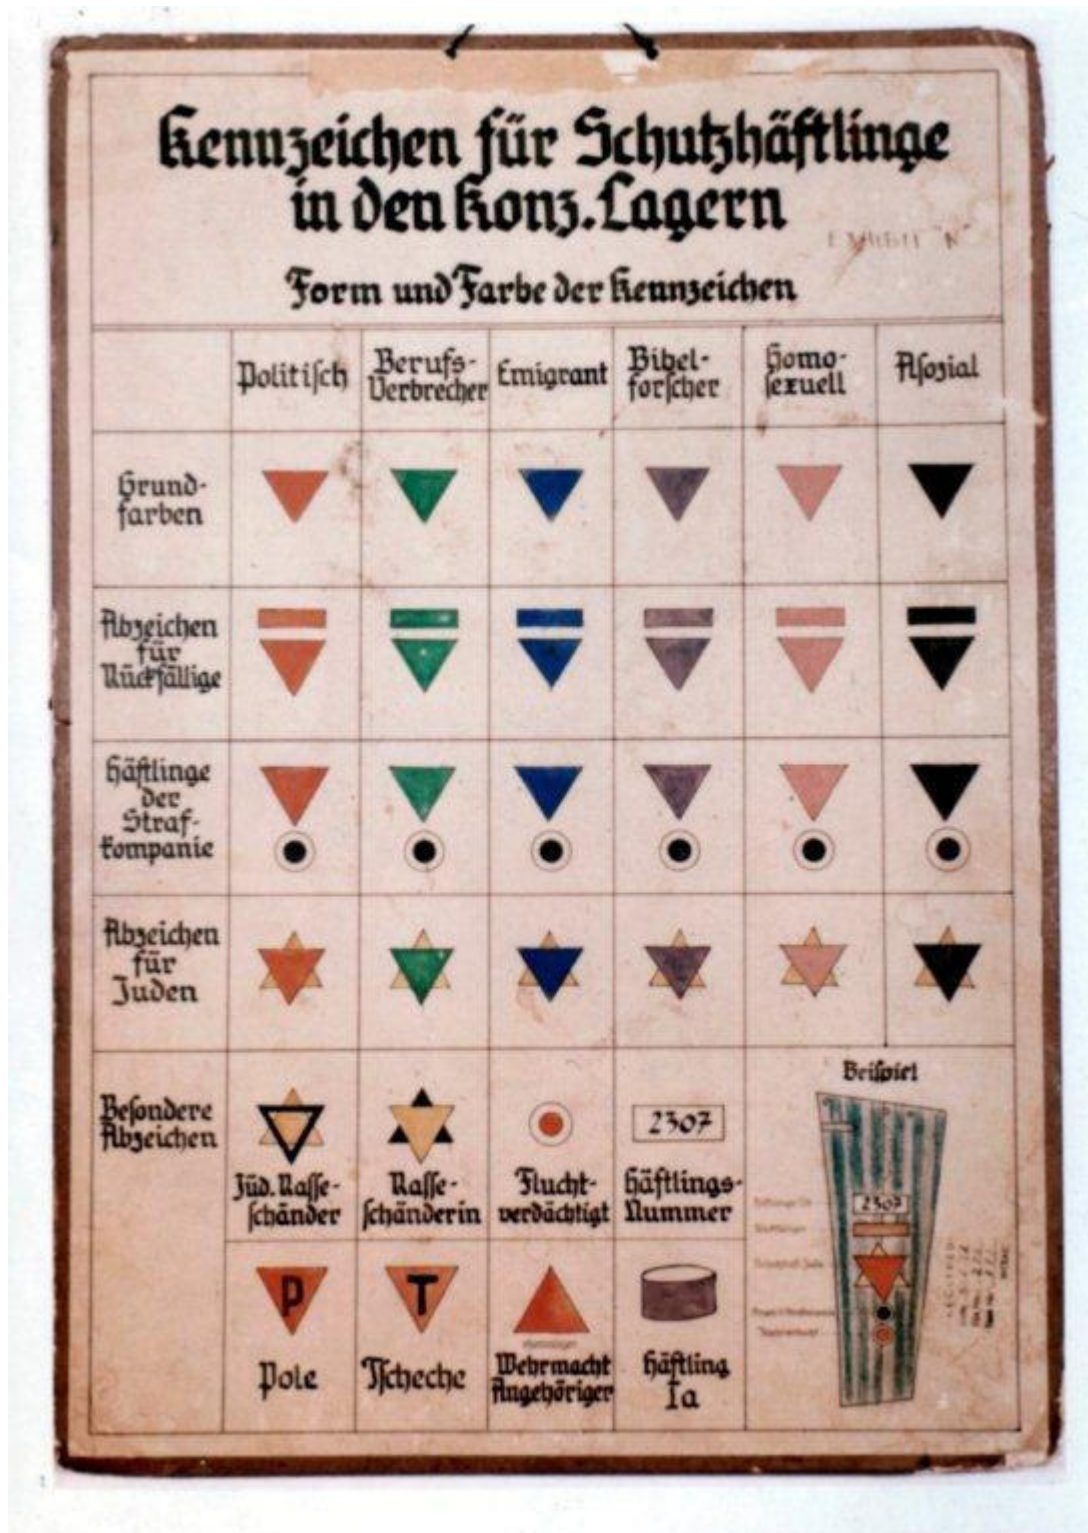 Kennzeichen für Schutzhäftlinge
in den Konz.Lagern
EXHIBIT "N"
Form und Farbe der Kennzeichen
Politisch
Berufs-
Verbrecher
Emigrant
Bibel-
forscher
Homo-
sexuell
Asozial
Grund-
farben
Abzeichen
für
Rückfällige
Häftlinge
der
Straf-
kompanie
Abzeichen
für
Juden
Besondere
Abzeichen
Jüd. Rasse-
schänder
Rasse-
schänderin
Flucht-
verdächtigt
2307
Häftlings-
Nummer
Beispiel
2307
P
Pole
T
Tscheche
Wehrmacht
Angehöriger
Häftling
Ia